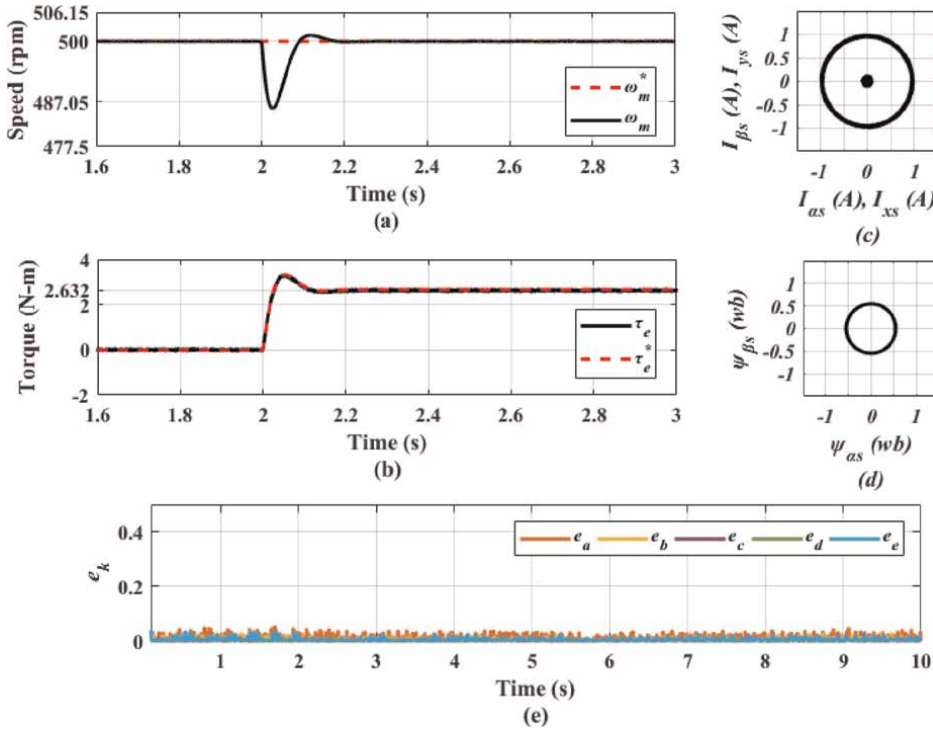 506.15
500
487.05
477.5
Speed (rpm)
ω*m
ωm
1.6 1.8 2 2.2 2.4 2.6 2.8 3
Time (s)
(a)
1
0.5
0
-0.5
-1
Iβs (A), Iys (A)
-1 0 1
Iαs (A), Ixs (A)
(c)
4
2.632
2
0
-2
Torque (N-m)
τe
τ*e
1.6 1.8 2 2.2 2.4 2.6 2.8 3
Time (s)
(b)
1
0.5
0
-0.5
-1
ψβs (wb)
-1 0 1
ψαs (wb)
(d)
0.4
0.2
0
ek
ea eb ec ed ee
1 2 3 4 5 6 7 8 9 10
Time (s)
(e)